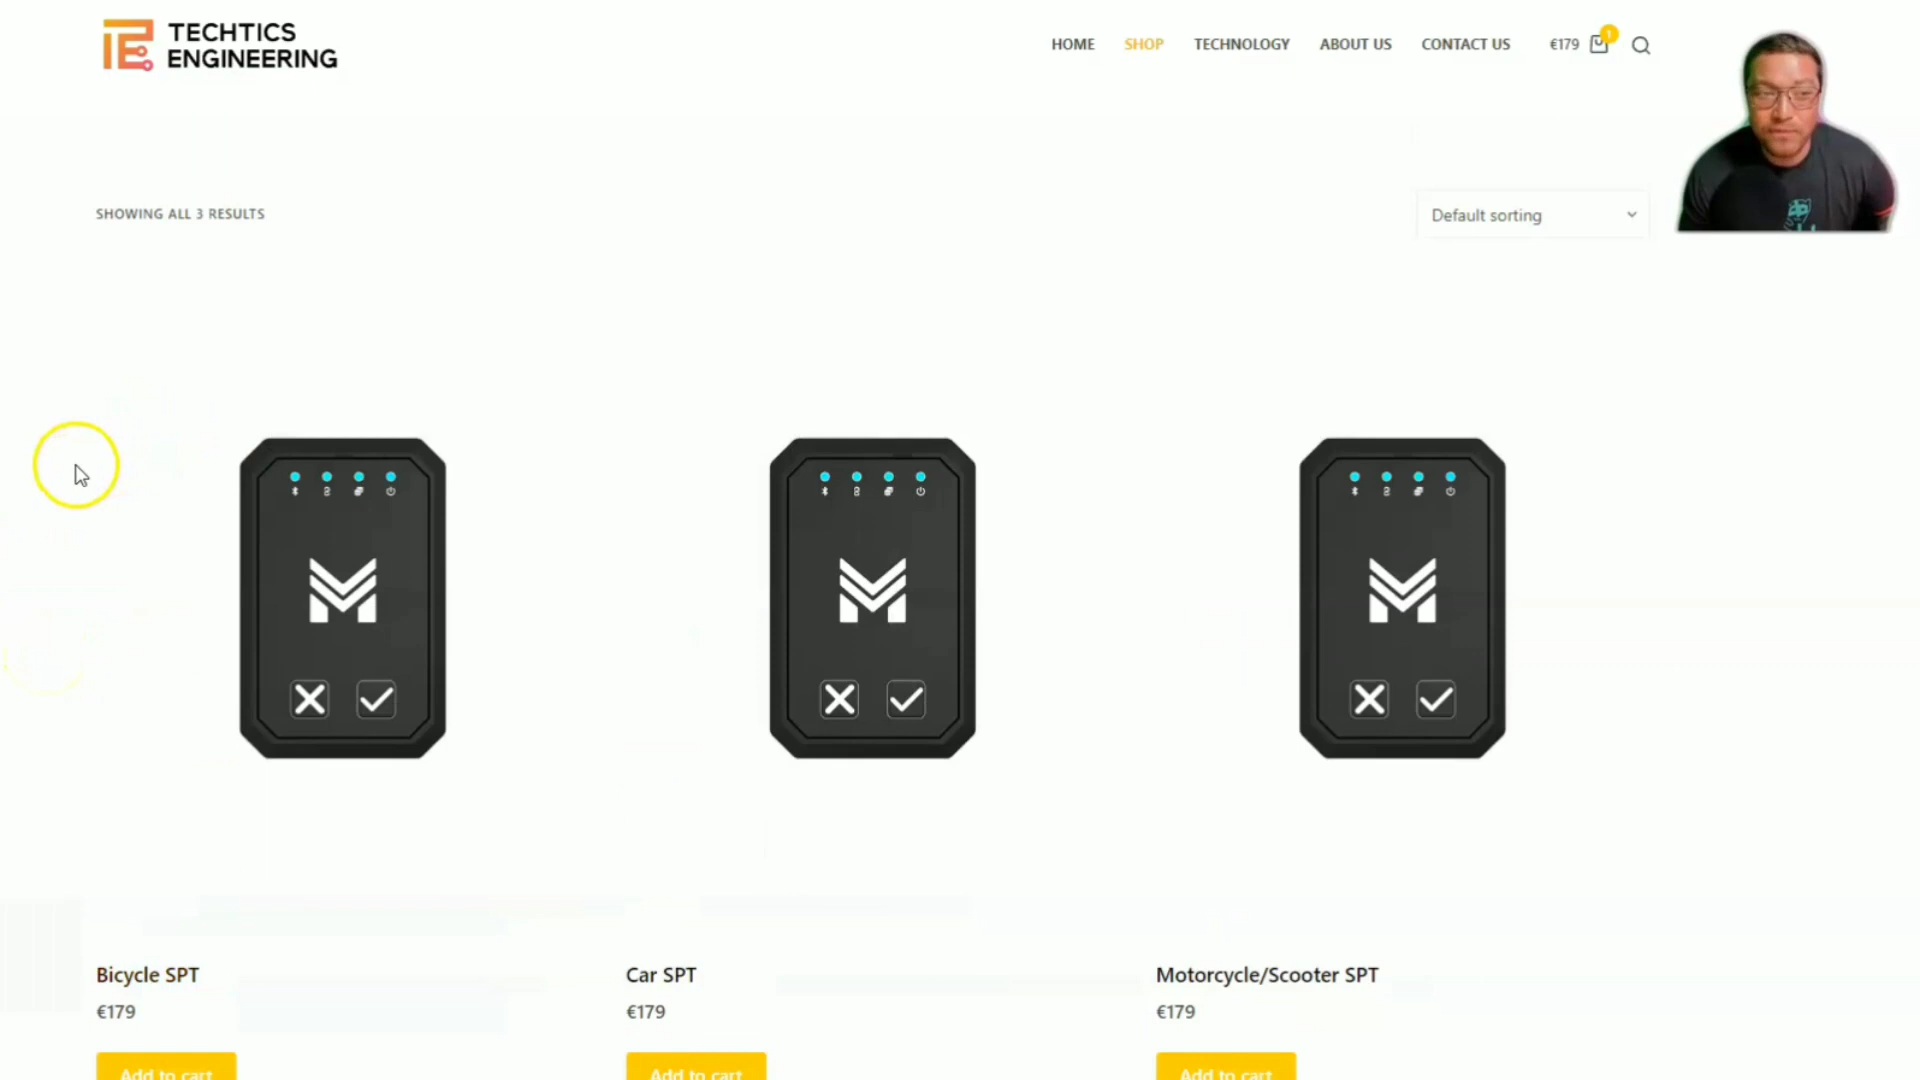 TECHTICS
ENGINEERING
HOME SHOP TECHNOLOGY ABOUT US CONTACT US €179 1
SHOWING ALL 3 RESULTS
Default sorting
Bicycle SPT
€179
Add to cart
Car SPT
€179
Add to cart
Motorcycle/Scooter SPT
€179
Add to cart